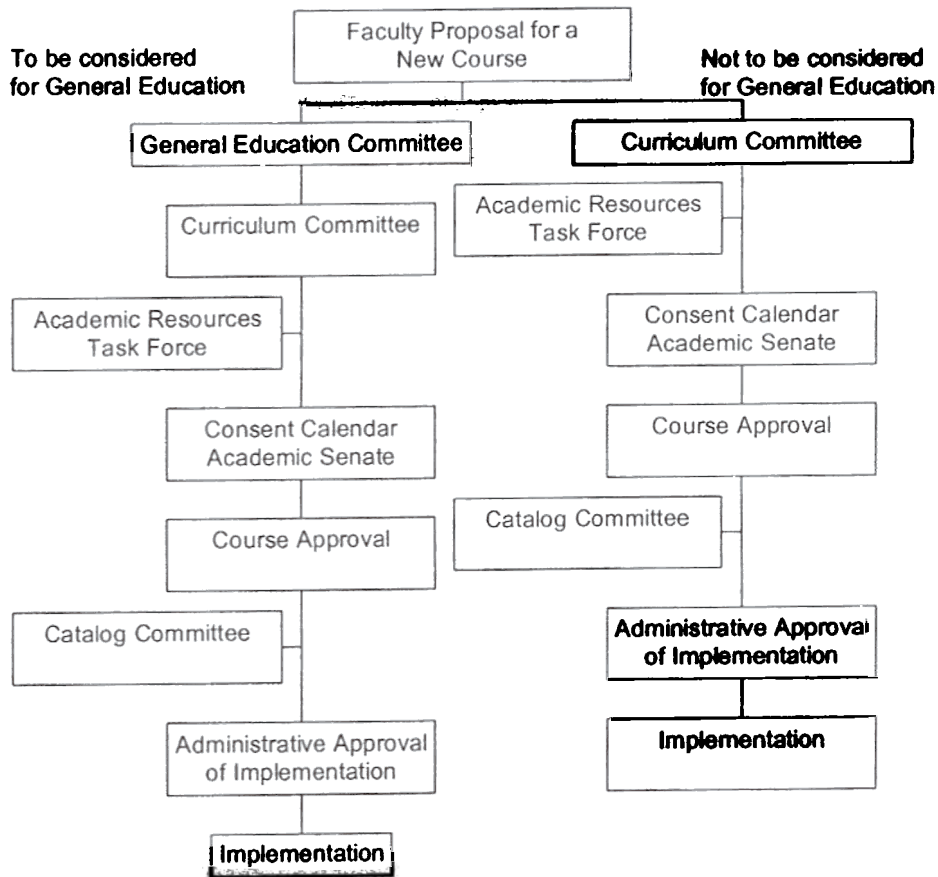 Faculty Proposal for a
New Course
To be considered
for General Education
Not to be considered
for General Education
General Education Committee
Curriculum Committee
Academic Resources
Task Force
Consent Calendar
Academic Senate
Course Approval
Catalog Committee
Administrative Approval
of Implementation
Implementation
Curriculum Committee
Academic Resources
Task Force
Consent Calendar
Academic Senate
Course Approval
Catalog Committee
Administrative Approval
of Implementation
Implementation